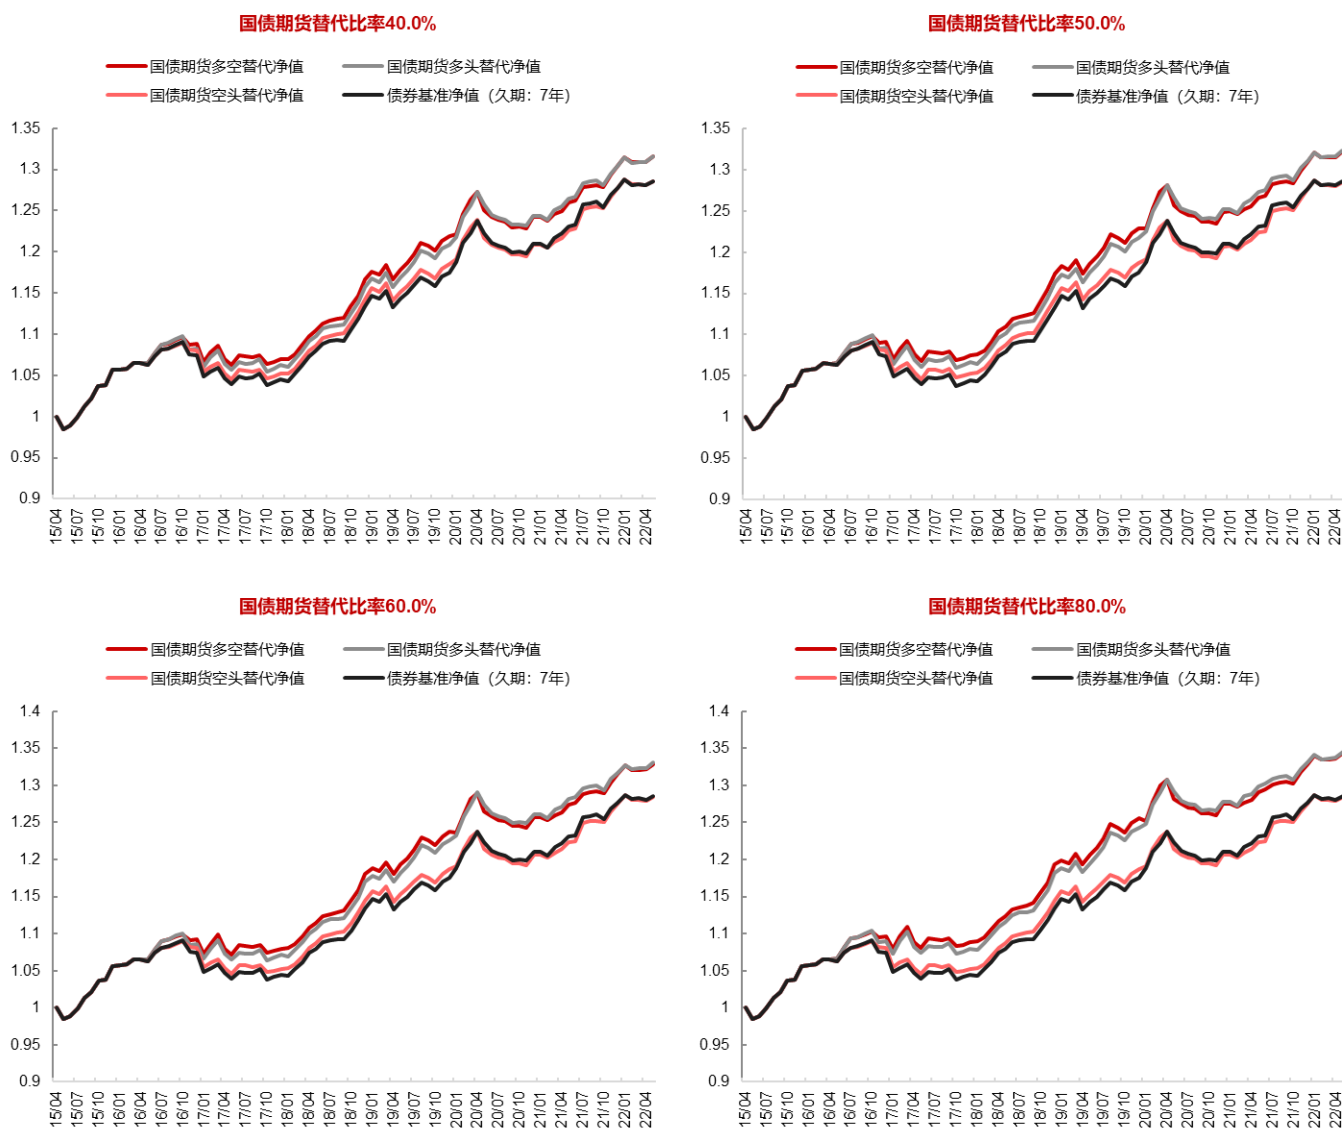 国债期货替代比率40.0%
国债期货多空替代净值 国债期货多头替代净值
国债期货空头替代净值 债券基准净值（久期：7年）
1.35
1.3
1.25
1.2
1.15
1.1
1.05
1
0.95
0.9
15/04 15/07 15/10 16/01 16/04 16/07 16/10 17/01 17/04 17/07 17/10 18/01 18/04 18/07 18/10 19/01 19/04 19/07 19/10 20/01 20/04 20/07 20/10 21/01 21/04 21/07 21/10 22/01 22/04
国债期货替代比率50.0%
国债期货多空替代净值 国债期货多头替代净值
国债期货空头替代净值 债券基准净值（久期：7年）
1.35
1.3
1.25
1.2
1.15
1.1
1.05
1
0.95
0.9
15/04 15/07 15/10 16/01 16/04 16/07 16/10 17/01 17/04 17/07 17/10 18/01 18/04 18/07 18/10 19/01 19/04 19/07 19/10 20/01 20/04 20/07 20/10 21/01 21/04 21/07 21/10 22/01 22/04
国债期货替代比率60.0%
国债期货多空替代净值 国债期货多头替代净值
国债期货空头替代净值 债券基准净值（久期：7年）
1.4
1.35
1.3
1.25
1.2
1.15
1.1
1.05
1
0.95
0.9
15/04 15/07 15/10 16/01 16/04 16/07 16/10 17/01 17/04 17/07 17/10 18/01 18/04 18/07 18/10 19/01 19/04 19/07 19/10 20/01 20/04 20/07 20/10 21/01 21/04 21/07 21/10 22/01 22/04
国债期货替代比率80.0%
国债期货多空替代净值 国债期货多头替代净值
国债期货空头替代净值 债券基准净值（久期：7年）
1.4
1.35
1.3
1.25
1.2
1.15
1.1
1.05
1
0.95
0.9
15/04 15/07 15/10 16/01 16/04 16/07 16/10 17/01 17/04 17/07 17/10 18/01 18/04 18/07 18/10 19/01 19/04 19/07 19/10 20/01 20/04 20/07 20/10 21/01 21/04 21/07 21/10 22/01 22/04